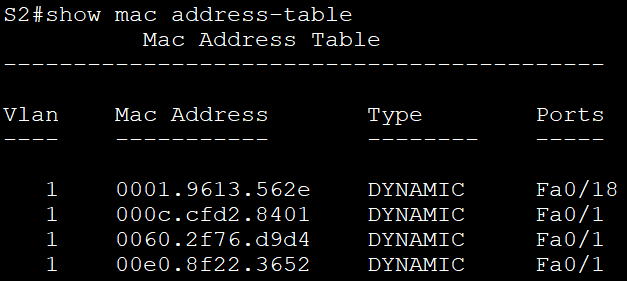 S2#show mac address-table
Mac Address Table
-------------------------------------------
Vlan Mac Address Type Ports
---- ----------- -------- -----
1 0001.9613.562e DYNAMIC Fa0/18
1 000c.cfd2.8401 DYNAMIC Fa0/1
1 0060.2f76.d9d4 DYNAMIC Fa0/1
1 00e0.8f22.3652 DYNAMIC Fa0/1